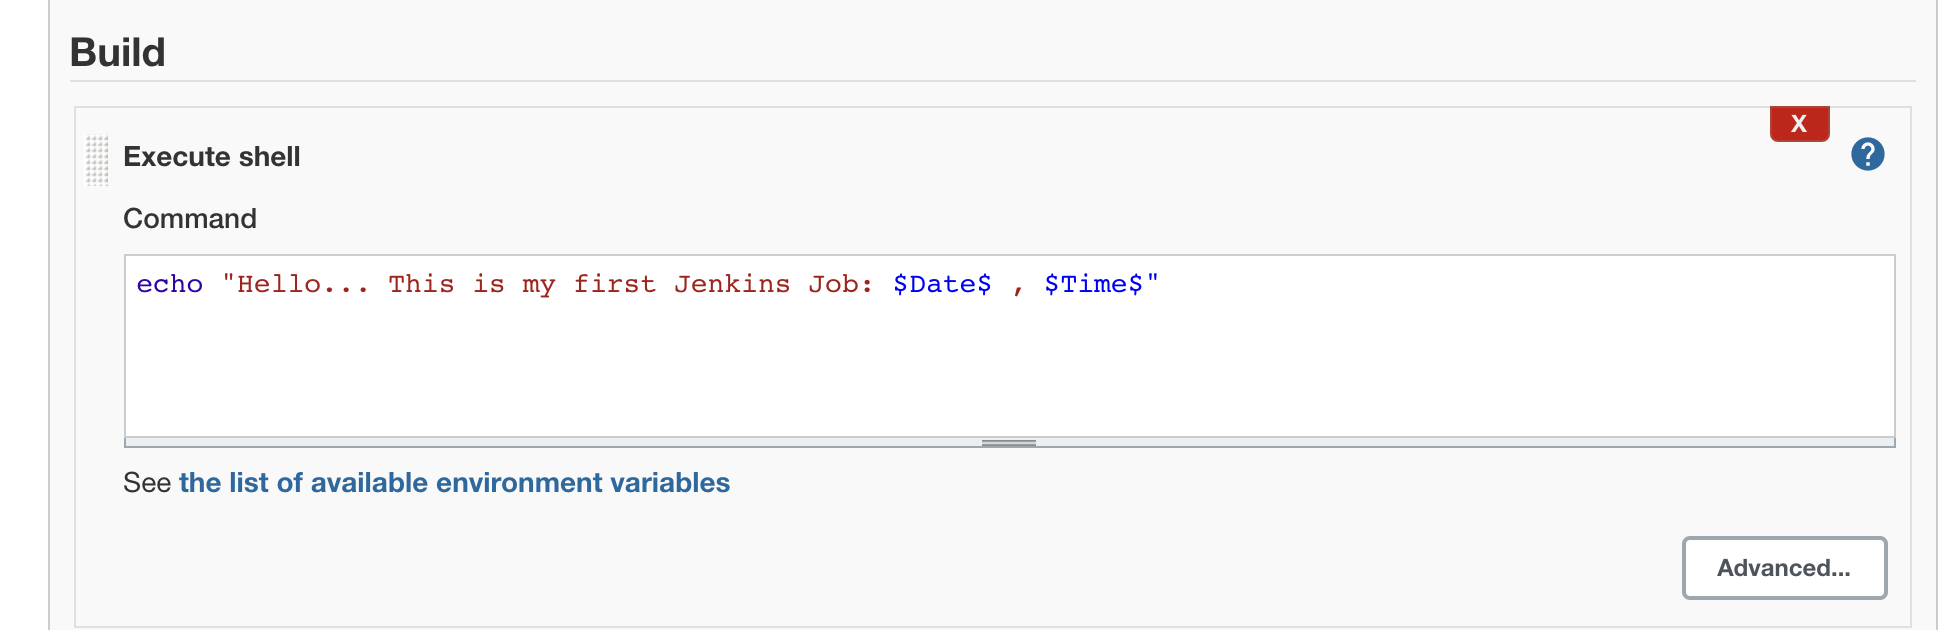 Build
X
Execute shell
?
Command
echo "Hello... This is my first Jenkins Job: $Date$ , $Time$"
See the list of available environment variables
Advanced...